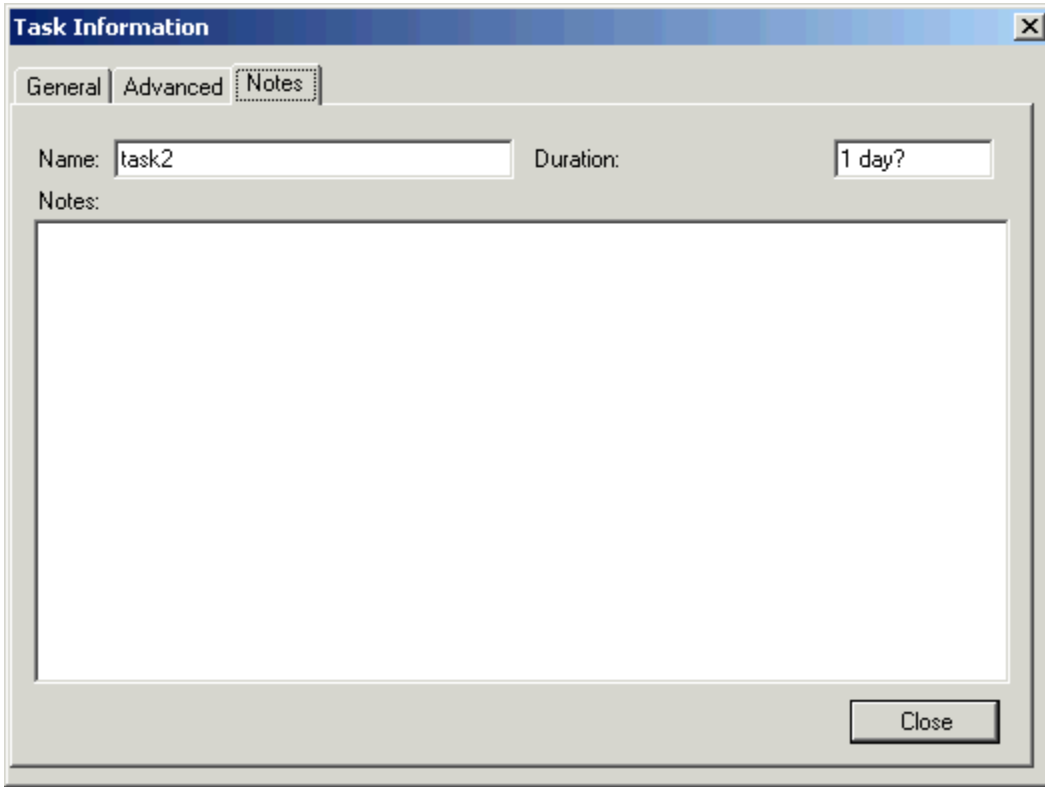 Task Information
General Advanced Notes
Name: task2 Duration: 1 day?
Notes:
Close